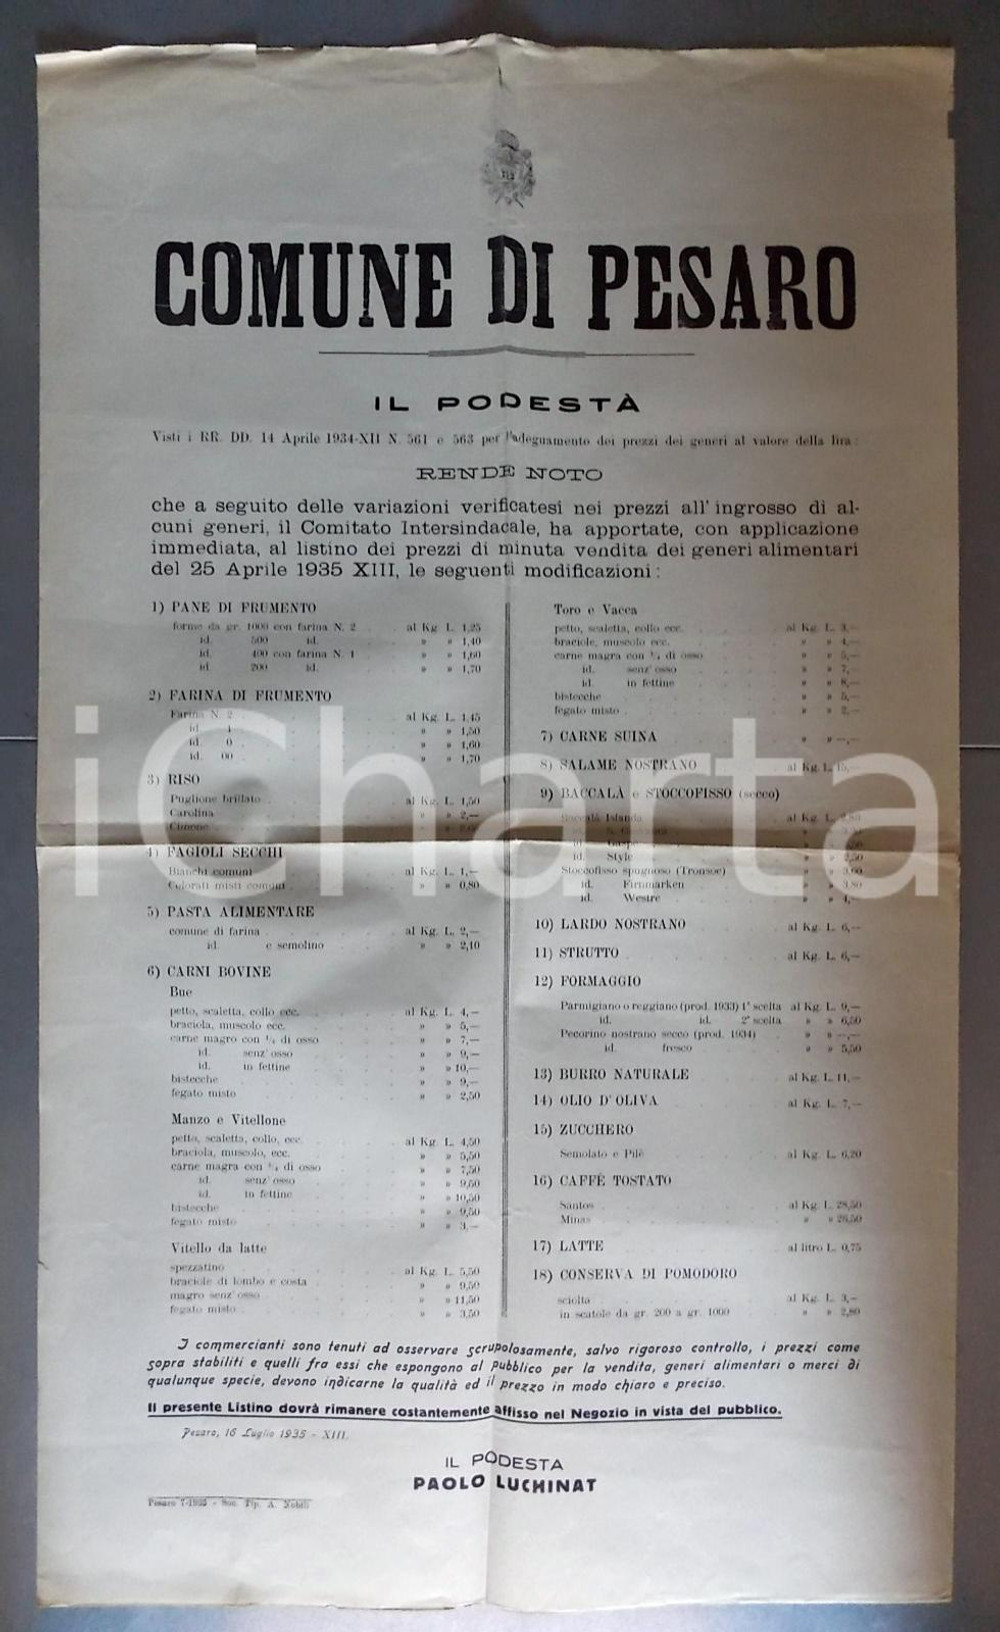 COMUNE DI PESARO
IL PODESTÀ
Visti i RR. DD. 14 Aprile 1934-XII N. 561 e 563 per l'adeguamento dei prezzi dei generi al valore della lira:
RENDE NOTO
che a seguito delle variazioni verificatesi nei prezzi all'ingrosso di al-
cuni generi, il Comitato Intersindacale, ha apportate, con applicazione
immediata, al listino dei prezzi di minuta vendita dei generi alimentari
del 25 Aprile 1935 XIII, le seguenti modificazioni:
1) PANE DI FRUMENTO
forme da gr. 1000 con farina N. 2 al Kg. L. 1,25
id. 500 id. » » 1,40
id. 400 con farina N. 1 » » 1,60
id. 200 id. » » 1,70
2) FARINA DI FRUMENTO
Farina N. 2 al Kg. L. 1,45
id. 1 » » 1,50
id. 0 » » 1,60
id. 00 » » 1,70
3) RISO
Puglione brillato al Kg. L. 1,50
Carolina » » 2,—
Cimone
4) FAGIOLI SECCHI
Bianchi comuni al Kg. L. 1,—
Colorati misti comuni » » 0,80
5) PASTA ALIMENTARE
comune di farina al Kg. L. 2,—
id. e semolino » » 2,10
6) CARNI BOVINE
Bue
petto, scaletta, collo ecc. al Kg. L. 4,—
braciola, muscolo ecc. » » 5,—
carne magro con ¼ di osso » » 7,—
id. senz' osso » » 9,—
id. in fettine » » 10,—
bistecche » » 9,—
fegato misto » » 2,50
Manzo e Vitellone
petto, scaletta, collo, ecc. al Kg. L. 4,50
braciola, muscolo, ecc. » » 5,50
carne magra con ¼ di osso » » 7,50
id. senz' osso » » 9,60
id. in fettine » » 10,50
bistecche » » 9,50
fegato misto » » 3,—
Vitello da latte
spezzatino al Kg. L. 5,50
braciole di lombo e costa » » 9,50
magro senz' osso » » 11,50
fegato misto » » 3,50
Toro e Vacca
petto, scaletta, collo ecc. al Kg. L. 3,—
braciole, muscolo ecc. » » 4,—
carne magra con ¼ di osso » » 5,—
id. senz' osso » » 7,—
id. in fettine » » 8,—
bistecche » » 5,—
fegato misto » » 2,—
7) CARNE SUINA » » —,—
8) SALAME NOSTRANO al Kg. L. 15,—
9) BACCALÀ e STOCCOFISSO (secco)
Baccalà Islanda al Kg. L.
id.
id. Gaspè
id. Style » » 2,50
Stoccofisso spugnoso (Tronsoe) » » 3,60
id. Finmarken » » 3,80
id. Westre » » 4,—
10) LARDO NOSTRANO al Kg. L. 6,—
11) STRUTTO al Kg. L. 6,—
12) FORMAGGIO
Parmigiano o reggiano (prod. 1933) 1ª scelta al Kg. L. 9,—
id. id. 2ª scelta » » 6,50
Pecorino nostrano secco (prod. 1934) » » —,—
id. fresco » » 5,50
13) BURRO NATURALE al Kg. L. 11,—
14) OLIO D' OLIVA al Kg. L. 7,—
15) ZUCCHERO
Semolato e Pilè al Kg. L. 6,20
16) CAFFÈ TOSTATO
Santos al Kg. L. 28,50
Minas » » 26,50
17) LATTE al litro L. 0,75
18) CONSERVA DI POMODORO
sciolta al Kg. L. 3,—
in scatole da gr. 200 a gr. 1000 » » 2,80
I commercianti sono tenuti ad osservare scrupolosamente, salvo rigoroso controllo, i prezzi come
sopra stabiliti e quelli fra essi che espongono al Pubblico per la vendita, generi alimentari o merci di
qualunque specie, devono indicarne la qualità ed il prezzo in modo chiaro e preciso.
Il presente Listino dovrà rimanere costantemente affisso nel Negozio in vista del pubblico.
Pesaro, 16 Luglio 1935 - XIII.
IL PODESTA
PAOLO LUCHINAT
Pesaro 7-1935 - Soc. Tip. A. Nobili
iCharta